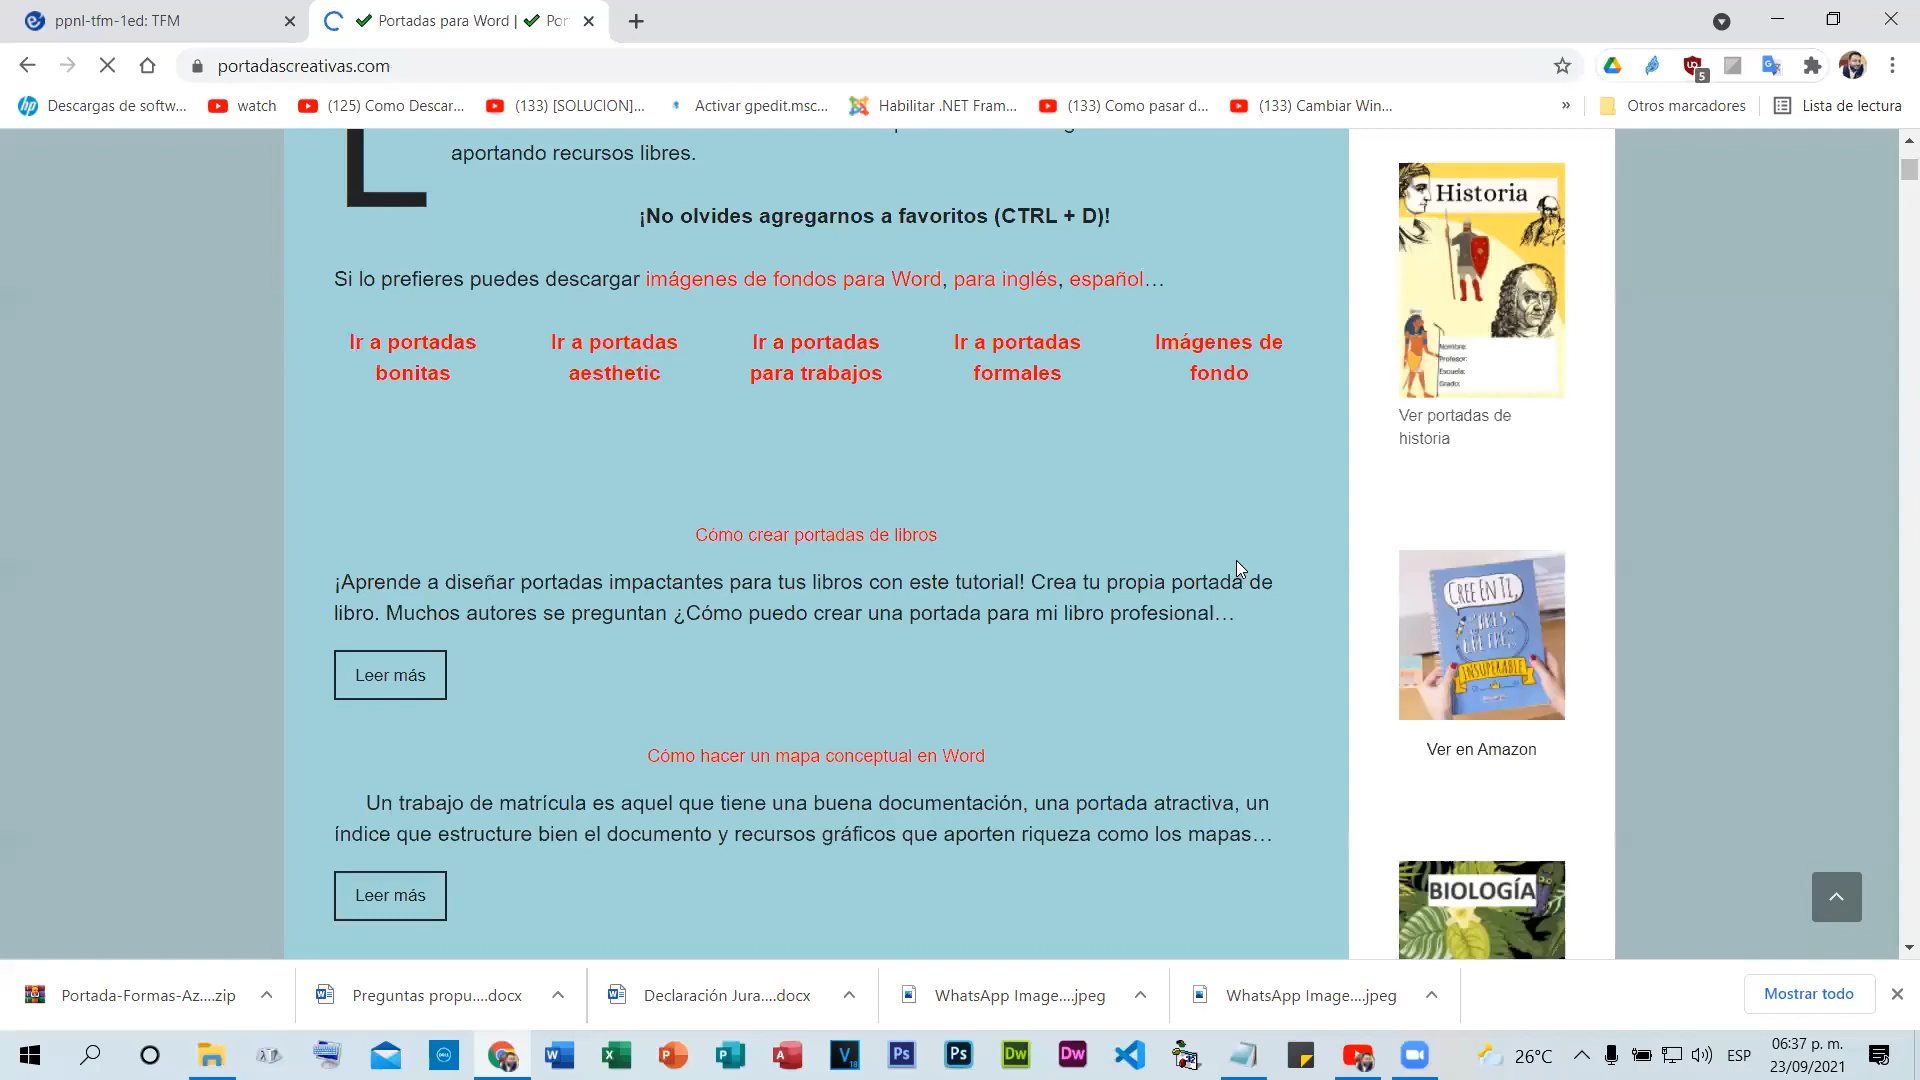 ppnl-tfm-1ed: TFM
Portadas para Word | Por
portadascreativas.com
5
Descargas de softw...
watch
(125) Como Descar...
(133) [SOLUCION]...
Activar gpedit.msc...
Habilitar .NET Fram...
(133) Como pasar d...
(133) Cambiar Win...
»
Otros marcadores
Lista de lectura
L
aportando recursos libres.
¡No olvides agregarnos a favoritos (CTRL + D)!
Si lo prefieres puedes descargar imágenes de fondos para Word, para inglés, español…
Ir a portadas
bonitas
Ir a portadas
aesthetic
Ir a portadas
para trabajos
Ir a portadas
formales
Imágenes de
fondo
Cómo crear portadas de libros
¡Aprende a diseñar portadas impactantes para tus libros con este tutorial! Crea tu propia portada de
libro. Muchos autores se preguntan ¿Cómo puedo crear una portada para mi libro profesional…
Leer más
Cómo hacer un mapa conceptual en Word
Un trabajo de matrícula es aquel que tiene una buena documentación, una portada atractiva, un
índice que estructure bien el documento y recursos gráficos que aporten riqueza como los mapas…
Leer más
Historia
Nombre:
Profesor:
Escuela:
Grado:
Ver portadas de
historia
CREE EN TI,
INSUPERABLE
Ver en Amazon
BIOLOGÍA
Portada-Formas-Az....zip
Preguntas propu....docx
Declaración Jura....docx
WhatsApp Image....jpeg
WhatsApp Image....jpeg
Mostrar todo
26°C
ESP
06:37 p. m.
23/09/2021